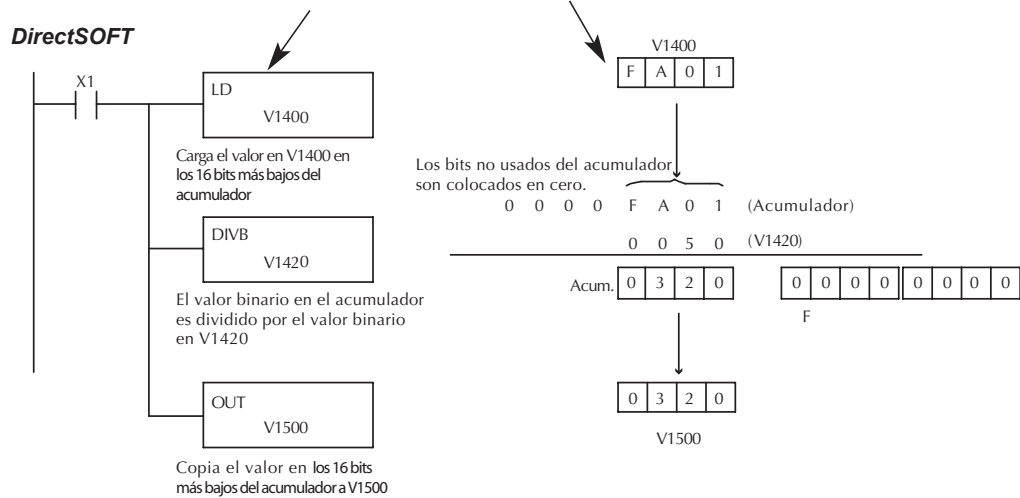 DirectSOFT
X1
LD
V1400
Carga el valor en V1400 en
los 16 bits más bajos del
acumulador
DIVB
V1420
El valor binario en el acumulador
es dividido por el valor binario
en V1420
OUT
V1500
Copia el valor en los 16 bits
más bajos del acumulador a V1500
V1400
F A 0 1
Los bits no usados del acumulador
son colocados en cero.
0 0 0 0 F A 0 1 (Acumulador)
0 0 5 0 (V1420)
Acum. 0 3 2 0 0 0 0 0 0 0 0 0
F
0 3 2 0
V1500